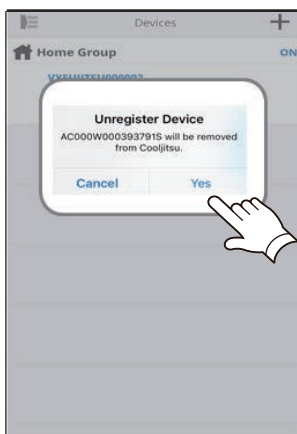 Devices +
Home Group ON
Unregister Device
AC000W000393791S will be removed
from Cooljitsu.
Cancel Yes